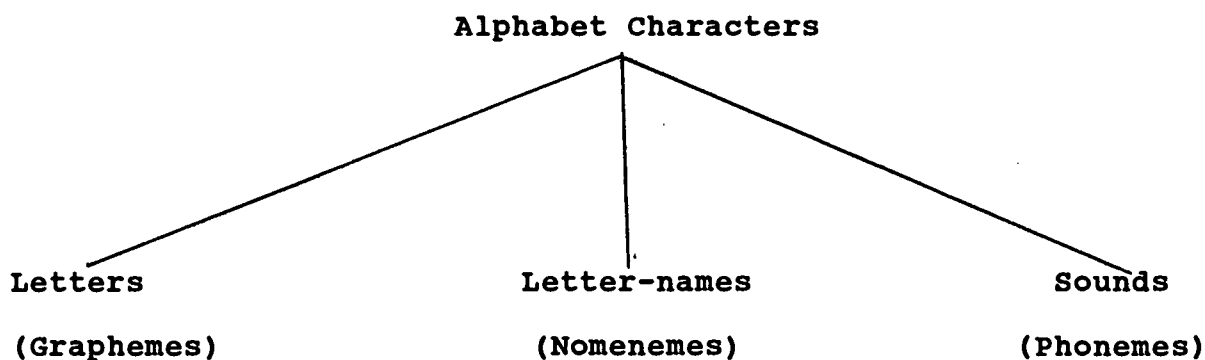 Alphabet Characters
Letters Letter-names Sounds
(Graphemes) (Nomenemes) (Phonemes)